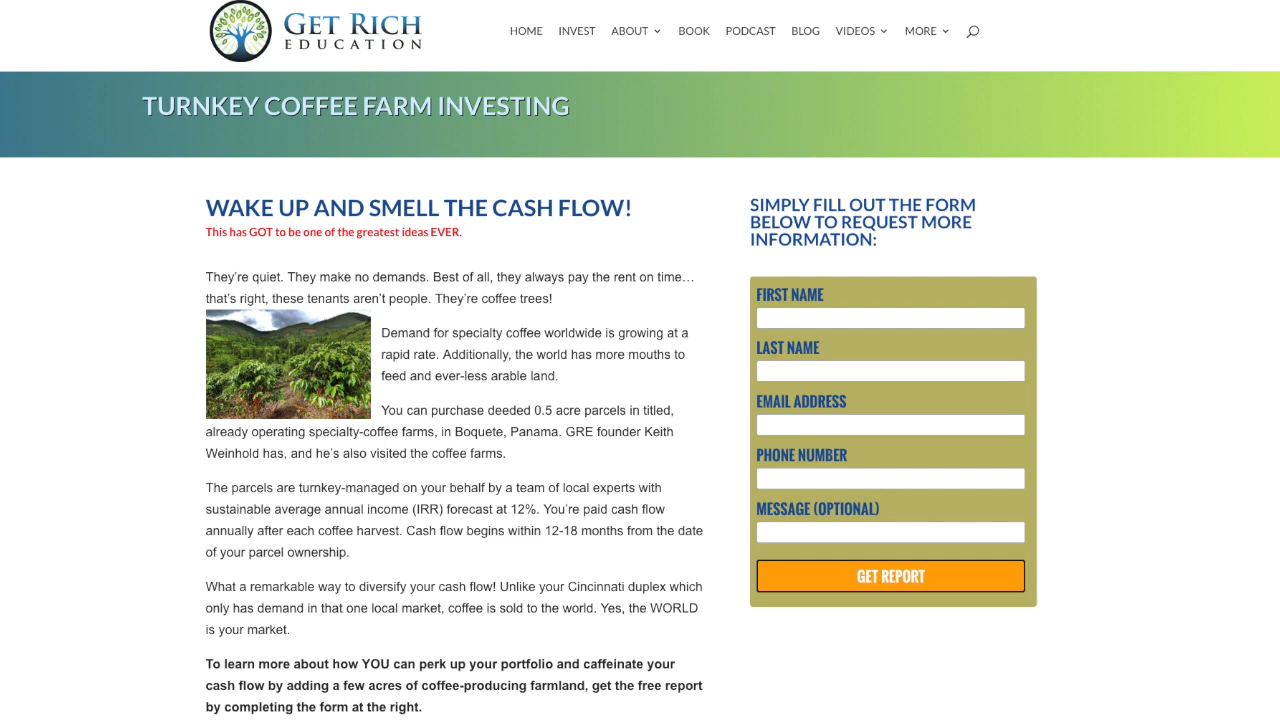 GET RICH
EDUCATION
HOME INVEST ABOUT BOOK PODCAST BLOG VIDEOS MORE
TURNKEY COFFEE FARM INVESTING
WAKE UP AND SMELL THE CASH FLOW!
This has GOT to be one of the greatest ideas EVER.
They're quiet. They make no demands. Best of all, they always pay the rent on time…
that's right, these tenants aren't people. They're coffee trees!
Demand for specialty coffee worldwide is growing at a
rapid rate. Additionally, the world has more mouths to
feed and ever-less arable land.
You can purchase deeded 0.5 acre parcels in titled,
already operating specialty-coffee farms, in Boquete, Panama. GRE founder Keith
Weinhold has, and he's also visited the coffee farms.
The parcels are turnkey-managed on your behalf by a team of local experts with
sustainable average annual income (IRR) forecast at 12%. You're paid cash flow
annually after each coffee harvest. Cash flow begins within 12-18 months from the date
of your parcel ownership.
What a remarkable way to diversify your cash flow! Unlike your Cincinnati duplex which
only has demand in that one local market, coffee is sold to the world. Yes, the WORLD
is your market.
To learn more about how YOU can perk up your portfolio and caffeinate your
cash flow by adding a few acres of coffee-producing farmland, get the free report
by completing the form at the right.
SIMPLY FILL OUT THE FORM
BELOW TO REQUEST MORE
INFORMATION:
FIRST NAME
LAST NAME
EMAIL ADDRESS
PHONE NUMBER
MESSAGE (OPTIONAL)
GET REPORT